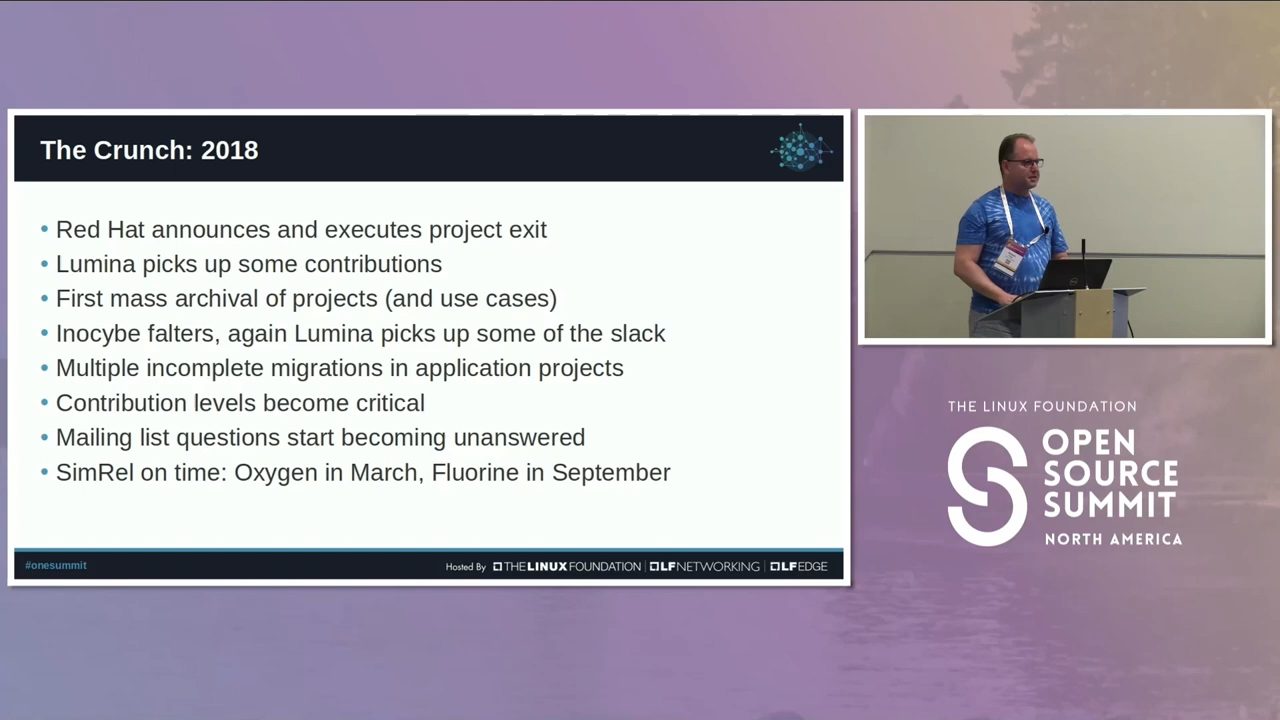 The Crunch: 2018
• Red Hat announces and executes project exit
• Lumina picks up some contributions
• First mass archival of projects (and use cases)
• Inocybe falters, again Lumina picks up some of the slack
• Multiple incomplete migrations in application projects
• Contribution levels become critical
• Mailing list questions start becoming unanswered
• SimRel on time: Oxygen in March, Fluorine in September
#onesummit
Hosted By THE LINUX FOUNDATION | LF NETWORKING | LF EDGE
THE LINUX FOUNDATION
OPEN
SOURCE
SUMMIT
NORTH AMERICA